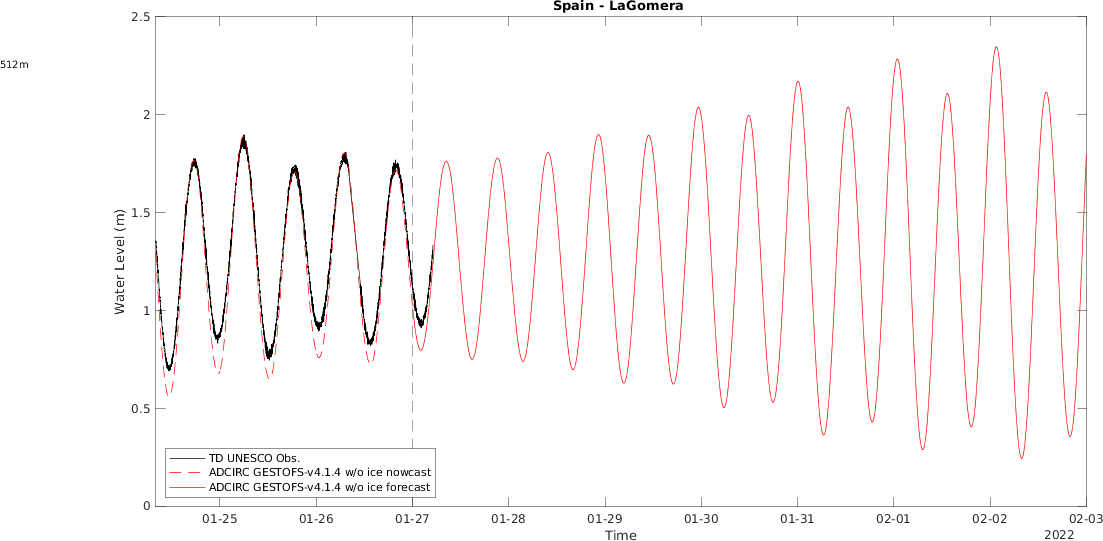 Spain - LaGomera
512m
2.5
2
1.5
1
0.5
0
Water Level (m)
TD UNESCO Obs.
ADCIRC GESTOFS-v4.1.4 w/o ice nowcast
ADCIRC GESTOFS-v4.1.4 w/o ice forecast
01-25 01-26 01-27 01-28 01-29 01-30 01-31 02-01 02-02 02-03
Time
2022